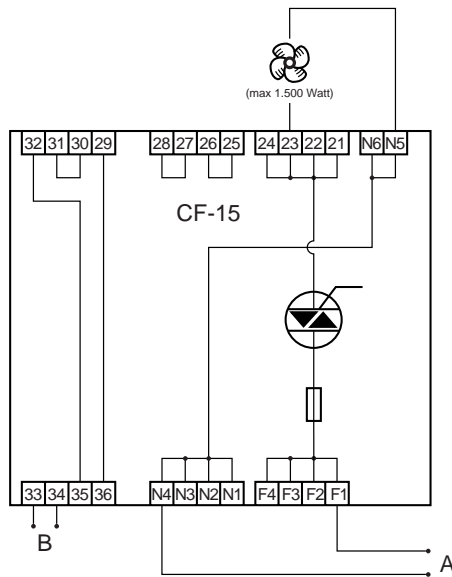 (max 1.500 Watt)
32 31 30 29 28 27 26 25 24 23 22 21 N6 N5
CF-15
33 34 35 36 N4 N3 N2 N1 F4 F3 F2 F1
B
A